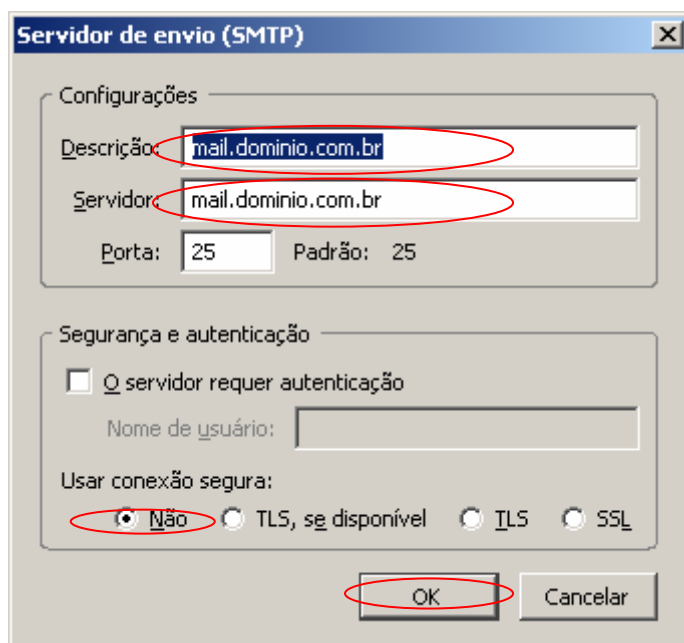 Servidor de envio (SMTP)
Configurações
Descrição: mail.dominio.com.br
Servidor: mail.dominio.com.br
Porta: 25 Padrão: 25
Segurança e autenticação
O servidor requer autenticação
Nome de usuário:
Usar conexão segura:
Não TLS, se disponível TLS SSL
OK Cancelar